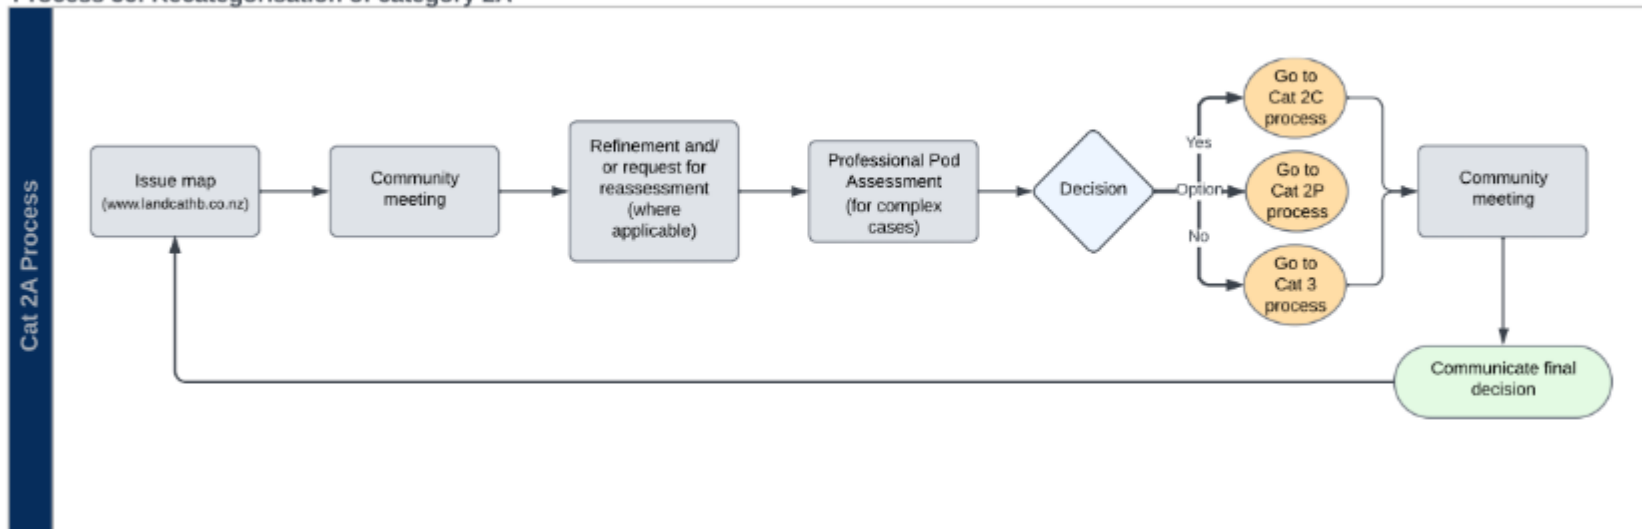 Cat 2A Process
Issue map
(www.landcathb.co.nz)
Community
meeting
Refinement and/
or request for
reassessment
(where
applicable)
Professional Pod
Assessment
(for complex
cases)
Decision
Yes
Option
No
Go to
Cat 2C
process
Go to
Cat 2P
process
Go to
Cat 3
process
Community
meeting
Communicate final
decision